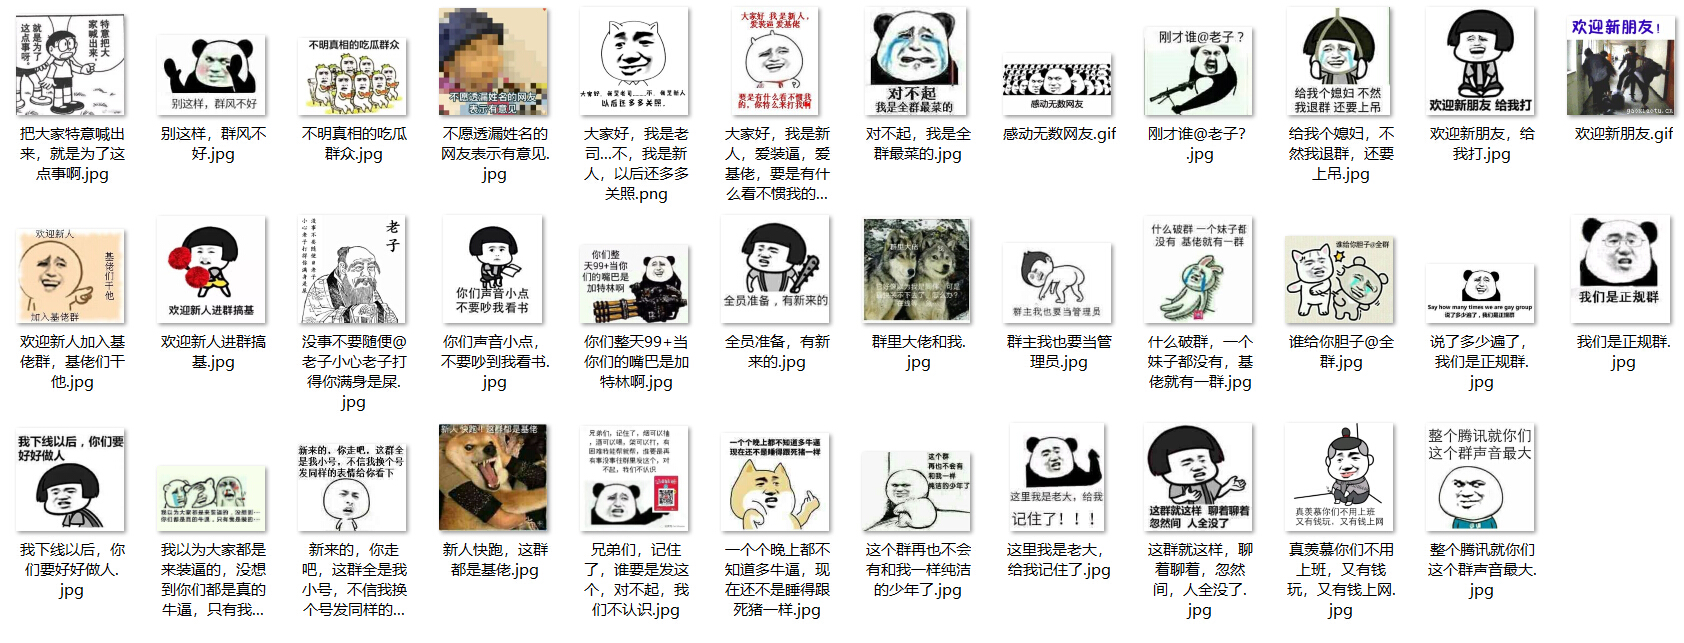 特意把大
家喊出来，
就是为了
这点事呀。
别这样，群风不好
不明真相的吃瓜群众
不愿透漏姓名的网友
表示有意见
大家好，我是老司……不，我是新人
以后还多多关照.
大家好 我是新人，
爱装逼 爱基佬
要是有什么看不惯我
的，你特么来打我啊
对不起
我是全群最菜的
感动无数网友
刚才谁@老子？
给我个媳妇 不然
我退群 还要上吊
欢迎新朋友 给我打
欢迎新朋友!
gaoxiaotu.cn
把大家特意喊出
来，就是为了这
点事啊.jpg
别这样，群风不
好.jpg
不明真相的吃瓜
群众.jpg
不愿透漏姓名的
网友表示有意见.
jpg
大家好，我是老
司...不，我是新
人，以后还多多
关照.png
大家好，我是新
人，爱装逼，爱
基佬，要是有什
么看不惯我的...
对不起，我是全
群最菜的.jpg
感动无数网友.gif
刚才谁@老子？
.jpg
给我个媳妇，不
然我退群，还要
上吊.jpg
欢迎新朋友，给
我打.jpg
欢迎新朋友.gif
欢迎新人
基佬们干他
加入基佬群
欢迎新人进群搞基
老子
没事不要随便@老子
小心老子打得你满身是屎
你们声音小点
不要吵我看书
你们整
天99+当你
们的嘴巴是
加特林啊
全员准备，有新来的
群里大佬
我
群主我也要当管理员
什么破群 一个妹子都
没有 基佬就有一群
谁给你胆子@全群
Say how many times we are gay group
说了多少遍了，我们是正规群
我们是正规群
欢迎新人加入基
佬群，基佬们干
他.jpg
欢迎新人进群搞
基.jpg
没事不要随便@
老子小心老子打
得你满身是屎.
jpg
你们声音小点，
不要吵到我看书.
jpg
你们整天99+当
你们的嘴巴是加
特林啊.jpg
全员准备，有新
来的.jpg
群里大佬和我.
jpg
群主我也要当管
理员.jpg
什么破群，一个
妹子都没有，基
佬就有一群.jpg
谁给你胆子@全
群.jpg
说了多少遍了，
我们是正规群.
jpg
我们是正规群.
jpg
我下线以后，你们要
好好做人
我以为大家都是来装逼的，没想到…
你们都是真的牛逼，只有我是装的…
新来的，你走吧，这群全
是我小号，不信我换个号
发同样的表情给你看下
新人快跑！这群都是基佬
兄弟们，记住了，烟可以抽
，酒可以喝，架可以打，有
困难我能帮就帮，谁要是再
有事没事往群里发这个，对
不起，我们不认识
一个个晚上都不知道多牛逼
现在还不是睡得跟死猪一样
这个群
再也不会有
和我一样
纯洁的少年了
这里我是老大，给我
记住了！！！
这群就这样 聊着聊着
忽然间 人全没了
真羡慕你们不用上班
又有钱玩，又有钱上网
整个腾讯就你们
这个群声音最大
我下线以后，你
们要好好做人.
jpg
我以为大家都是
来装逼的，没想
到你们都是真的
牛逼，只有我...
新来的，你走
吧，这群全是我
小号，不信我换
个号发同样的...
新人快跑，这群
都是基佬.jpg
兄弟们，记住
了，谁要是发这
个，对不起，我
们不认识.jpg
一个个晚上都不
知道多牛逼，现
在还不是睡得跟
死猪一样.jpg
这个群再也不会
有和我一样纯洁
的少年了.jpg
这里我是老大，
给我记住了.jpg
这群就这样，聊
着聊着，忽然
间，人全没了.
jpg
真羡慕你们不用
上班，又有钱
玩，又有钱上网.
jpg
整个腾讯就你们
这个群声音最大.
jpg